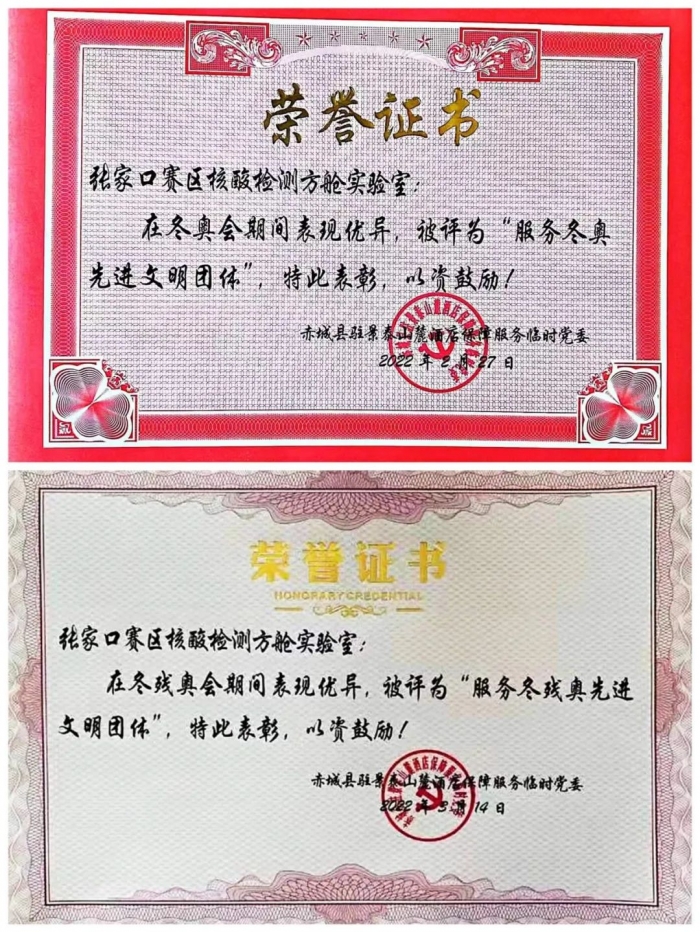 荣誉证书
张家口赛区核酸检测方舱实验室：
在冬奥会期间表现优异，被评为“服务冬奥
先进文明团体”，特此表彰，以资鼓励！
赤城县驻景泰山麓酒店保障服务临时党委
2022年2月27日
荣誉证书
HONORARY CREDENTIAL
张家口赛区核酸检测方舱实验室：
在冬残奥会期间表现优异，被评为“服务冬残奥先进
文明团体”，特此表彰，以资鼓励！
赤城县驻景泰山麓酒店保障服务临时党委
2022年3月14日